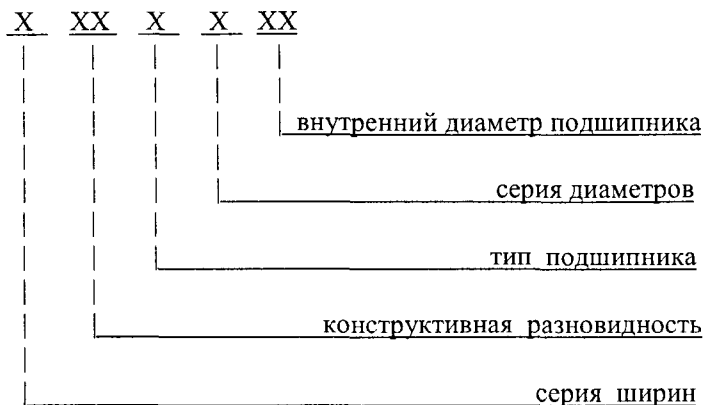 X XX X X XX
внутренний диаметр подшипника
серия диаметров
тип подшипника
конструктивная разновидность
серия ширин